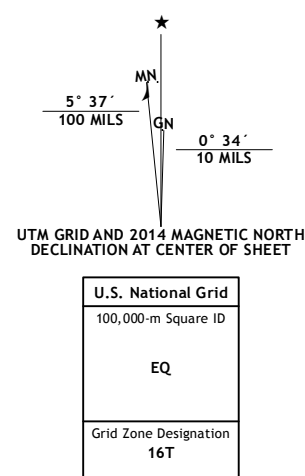 MN.
5° 37´
100 MILS
GN
0° 34´
10 MILS
UTM GRID AND 2014 MAGNETIC NORTH
DECLINATION AT CENTER OF SHEET
U.S. National Grid
100,000-m Square ID
EQ
Grid Zone Designation
16T